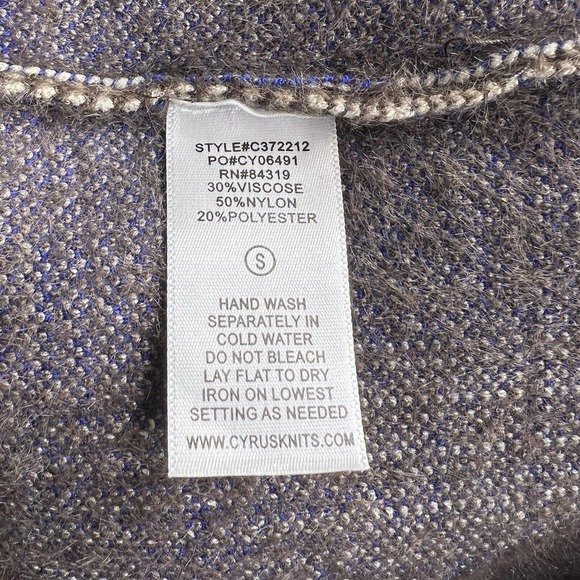 STYLE#C372212
PO#CY06491
RN#84319
30%VISCOSE
50%NYLON
20%POLYESTER
S
HAND WASH
SEPARATELY IN
COLD WATER
DO NOT BLEACH
LAY FLAT TO DRY
IRON ON LOWEST
SETTING AS NEEDED
WWW.CYRUSKNITS.COM